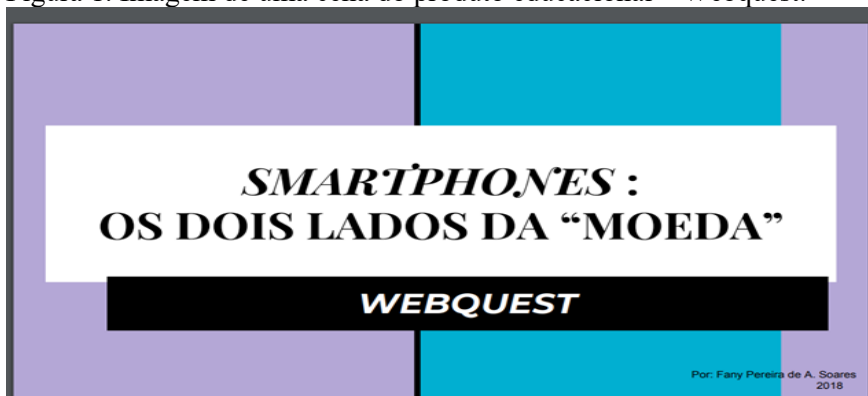 SMARTPHONES :
OS DOIS LADOS DA “MOEDA”
WEBQUEST
Por: Fany Pereira de A. Soares
2018